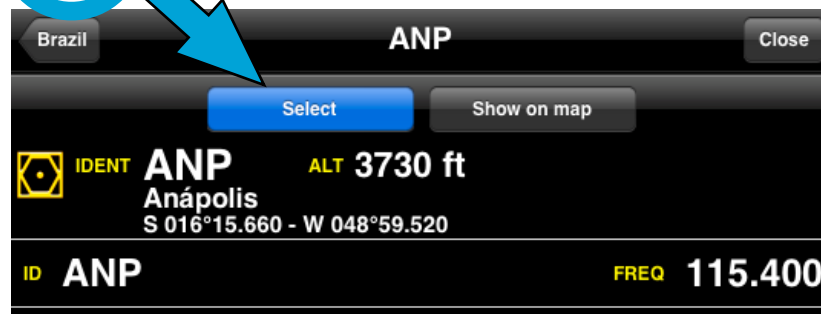 Brazil ANP Close
Select Show on map
IDENT ANP ALT 3730 ft
Anápolis
S 016°15.660 - W 048°59.520
ID ANP FREQ 115.400